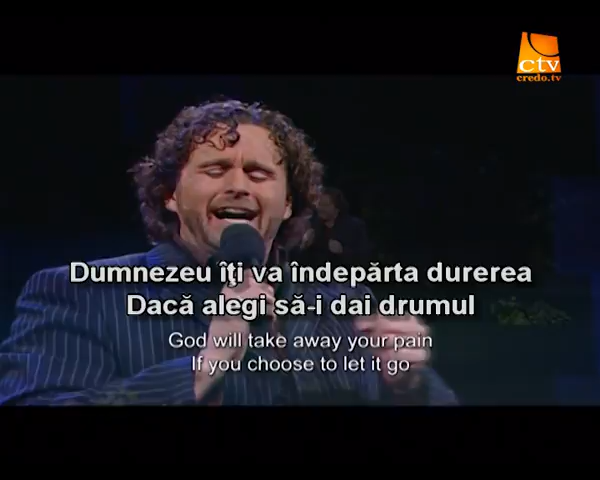 ctv
credo.tv
Dumnezeu îţi va îndepărta durerea
Dacă alegi să-i dai drumul
God will take away your pain
If you choose to let it go